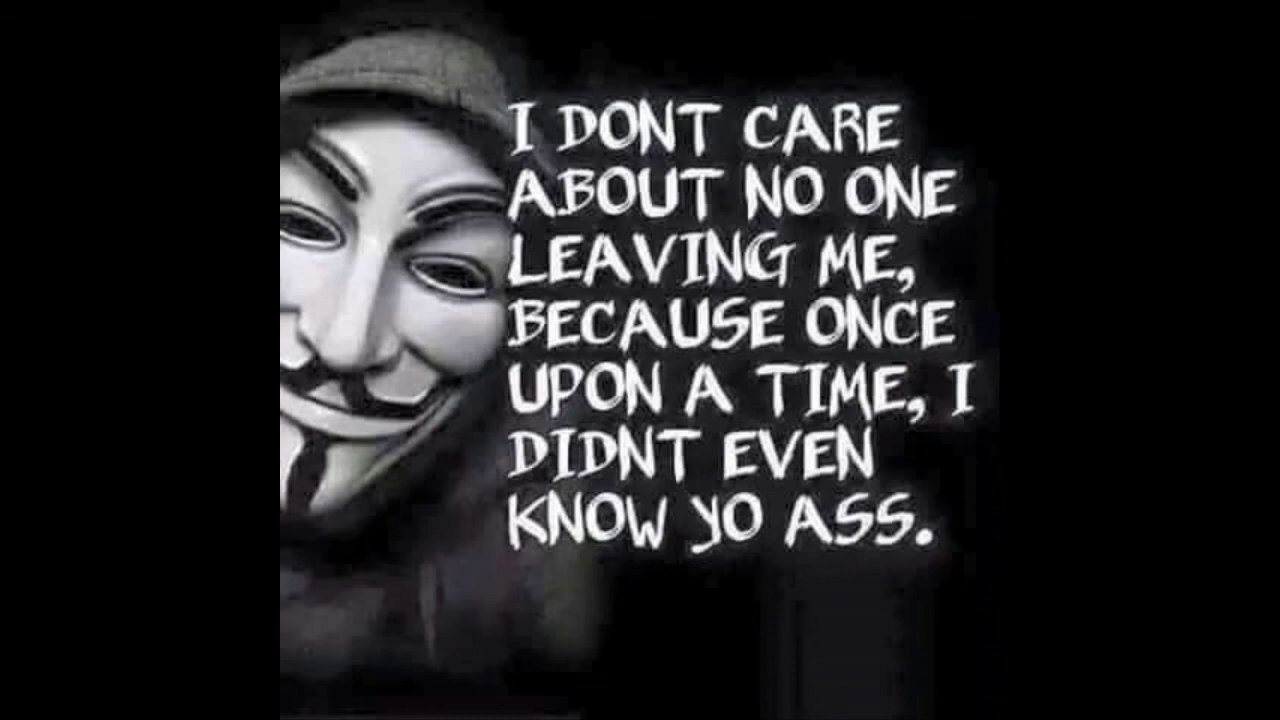 I DONT CARE
ABOUT NO ONE
LEAVING ME,
BECAUSE ONCE
UPON A TIME, I
DIDNT EVEN
KNOW YO ASS.